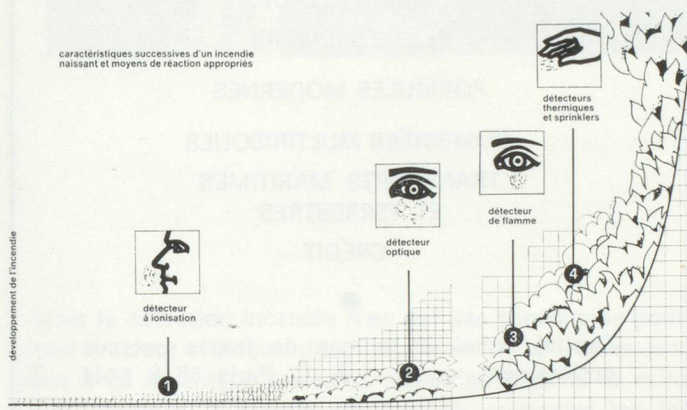 caractéristiques successives d'un incendie
naissant et moyens de réaction appropriés
détecteurs
thermiques
et sprinklers
détecteur
de flamme
détecteur
optique
détecteur
à ionisation
développement de l'incendie
1
2
3
4
FORMULES MODERNES
MULTIRISQUES
MARITIMES
TERRESTRES
CRÉDIT